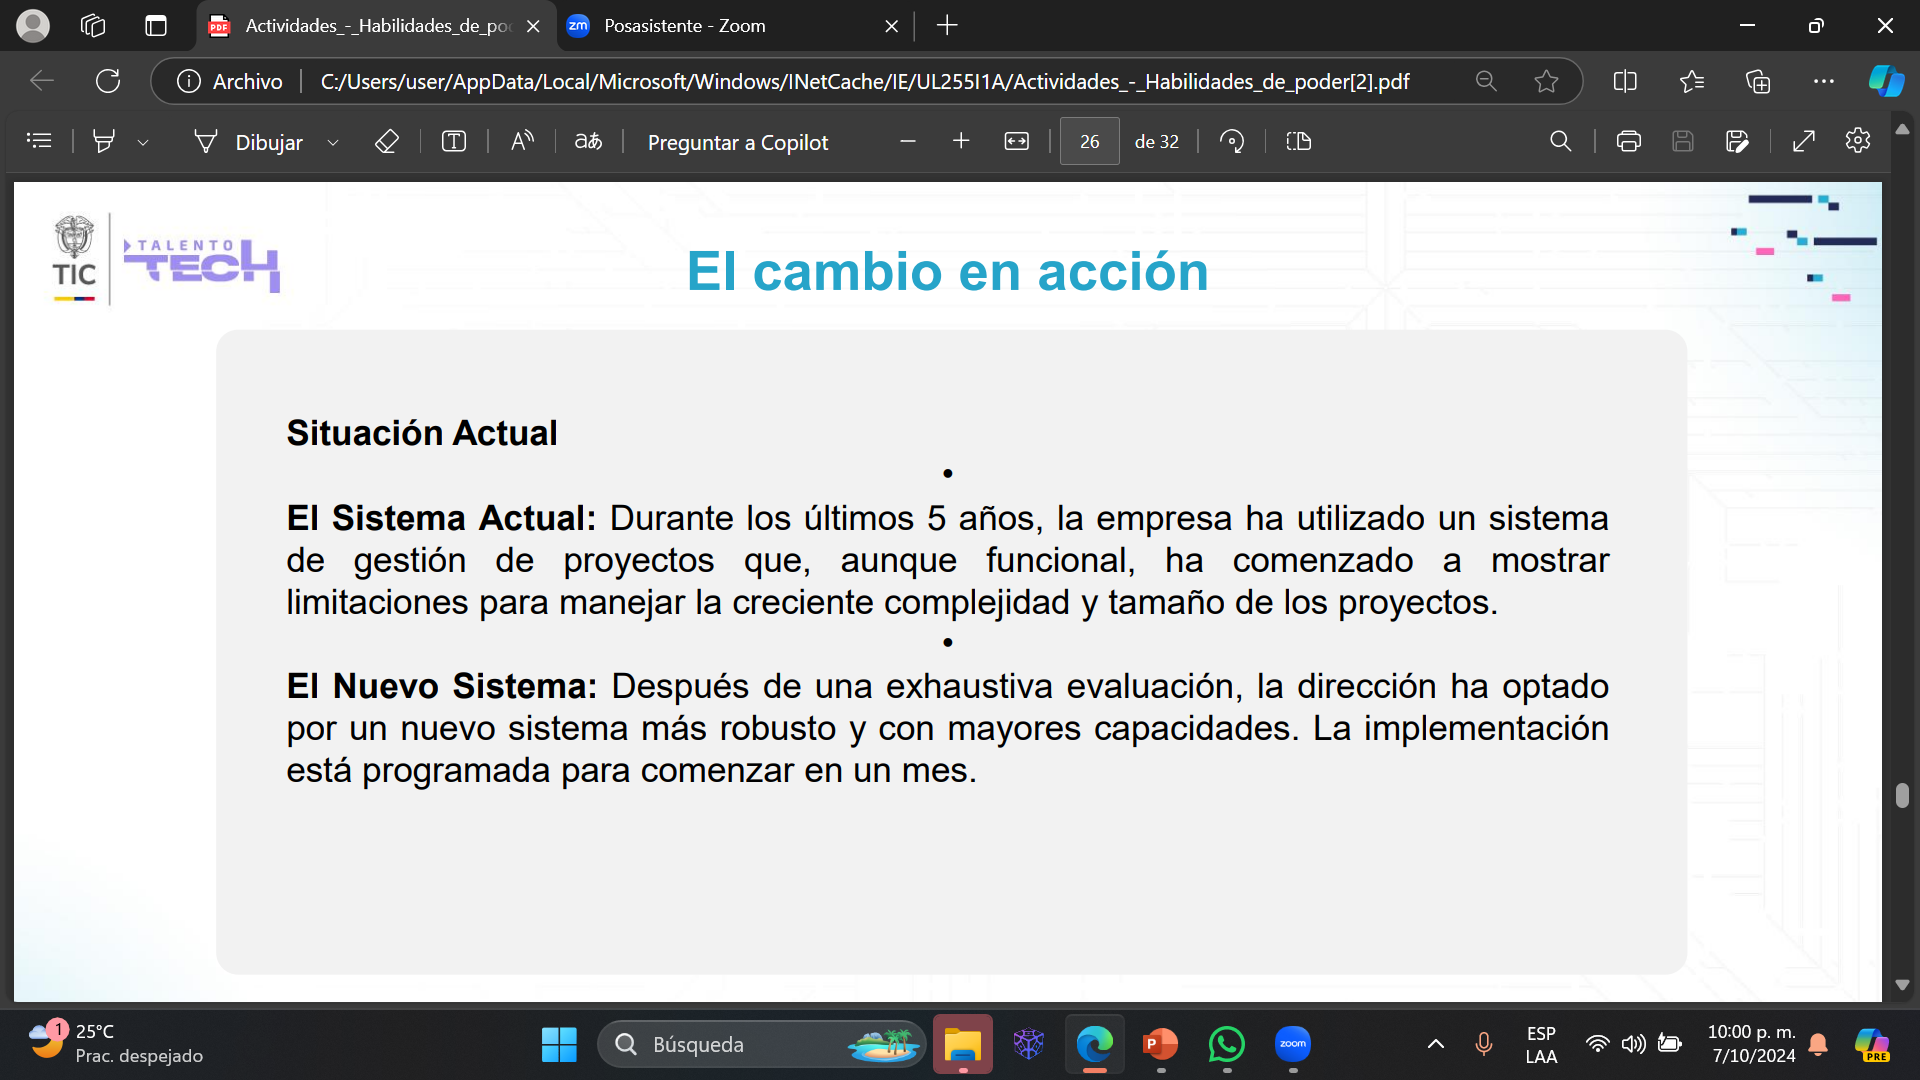 Actividades_-_Habilidades_de_po
Posasistente - Zoom
Archivo
C:/Users/user/AppData/Local/Microsoft/Windows/INetCache/IE/UL255I1A/Actividades_-_Habilidades_de_poder[2].pdf
Dibujar
aあ
Preguntar a Copilot
26
de 32
TIC
TALENTO
TECH
El cambio en acción
Situación Actual
•
El Sistema Actual: Durante los últimos 5 años, la empresa ha utilizado un sistema
de gestión de proyectos que, aunque funcional, ha comenzado a mostrar
limitaciones para manejar la creciente complejidad y tamaño de los proyectos.
•
El Nuevo Sistema: Después de una exhaustiva evaluación, la dirección ha optado
por un nuevo sistema más robusto y con mayores capacidades. La implementación
está programada para comenzar en un mes.
1
25°C
Prac. despejado
Búsqueda
zoom
ESP
LAA
10:00 p. m.
7/10/2024
PRE